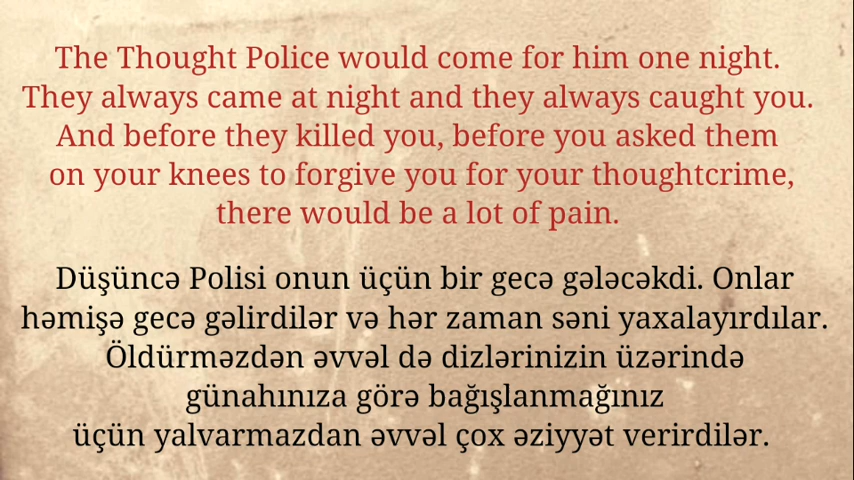 The Thought Police would come for him one night.
They always came at night and they always caught you.
And before they killed you, before you asked them
on your knees to forgive you for your thoughtcrime,
there would be a lot of pain.
Düşüncə Polisi onun üçün bir gecə gələcəkdi. Onlar
həmişə gecə gəlirdilər və hər zaman səni yaxalayırdılar.
Öldürməzdən əvvəl də dizlərinizin üzərində
günahınıza görə bağışlanmağınız
üçün yalvarmazdan əvvəl çox əziyyət verirdilər.